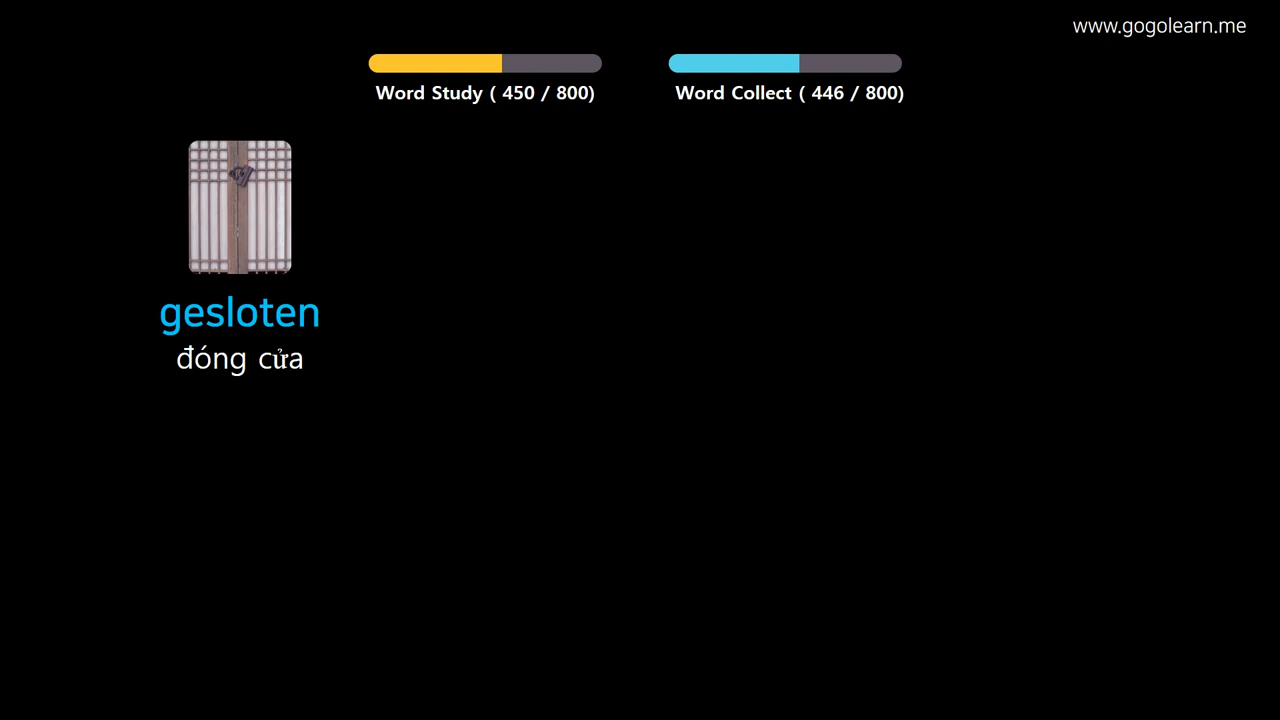 www.gogolearn.me
Word Study ( 450 / 800)
Word Collect ( 446 / 800)
gesloten
đóng cửa